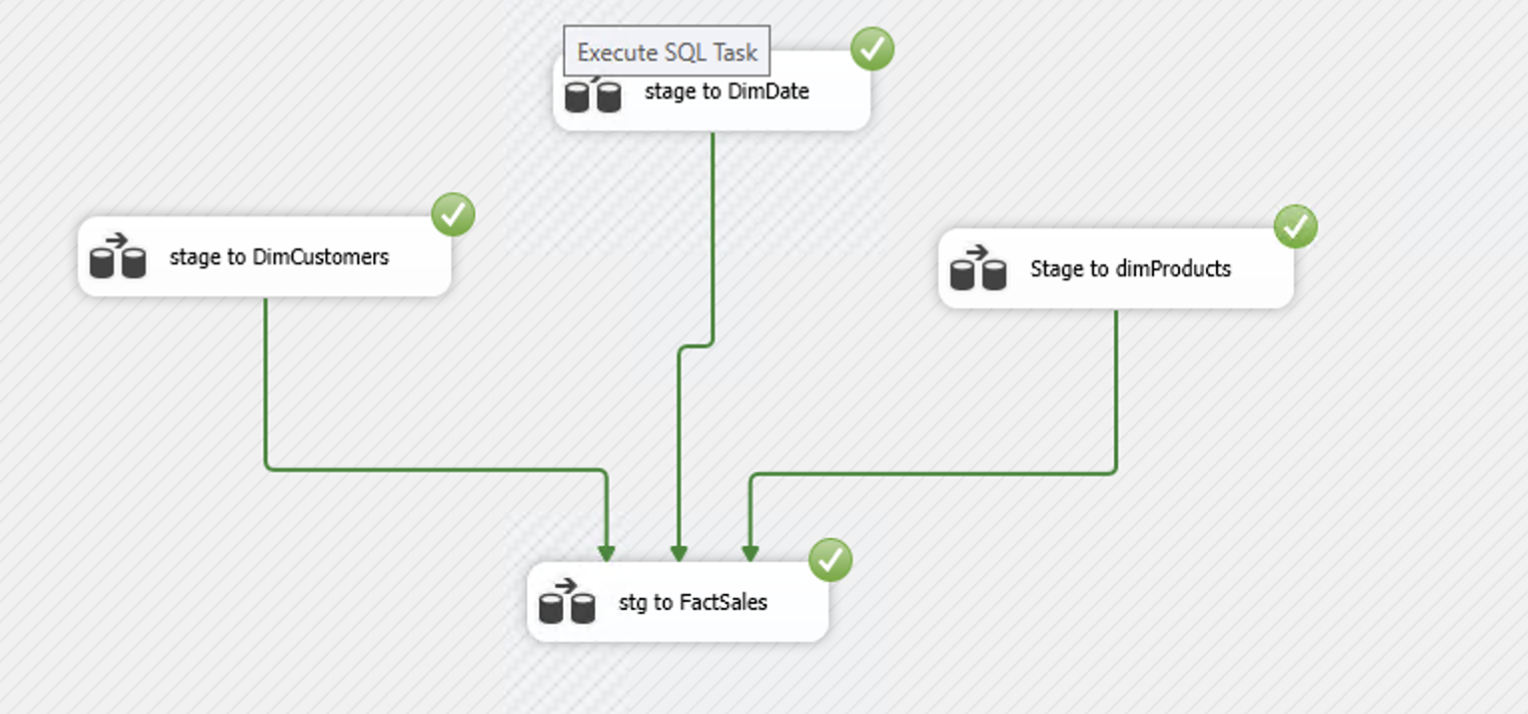 Execute SQL Task
stage to DimDate
stage to DimCustomers
Stage to dimProducts
stg to FactSales